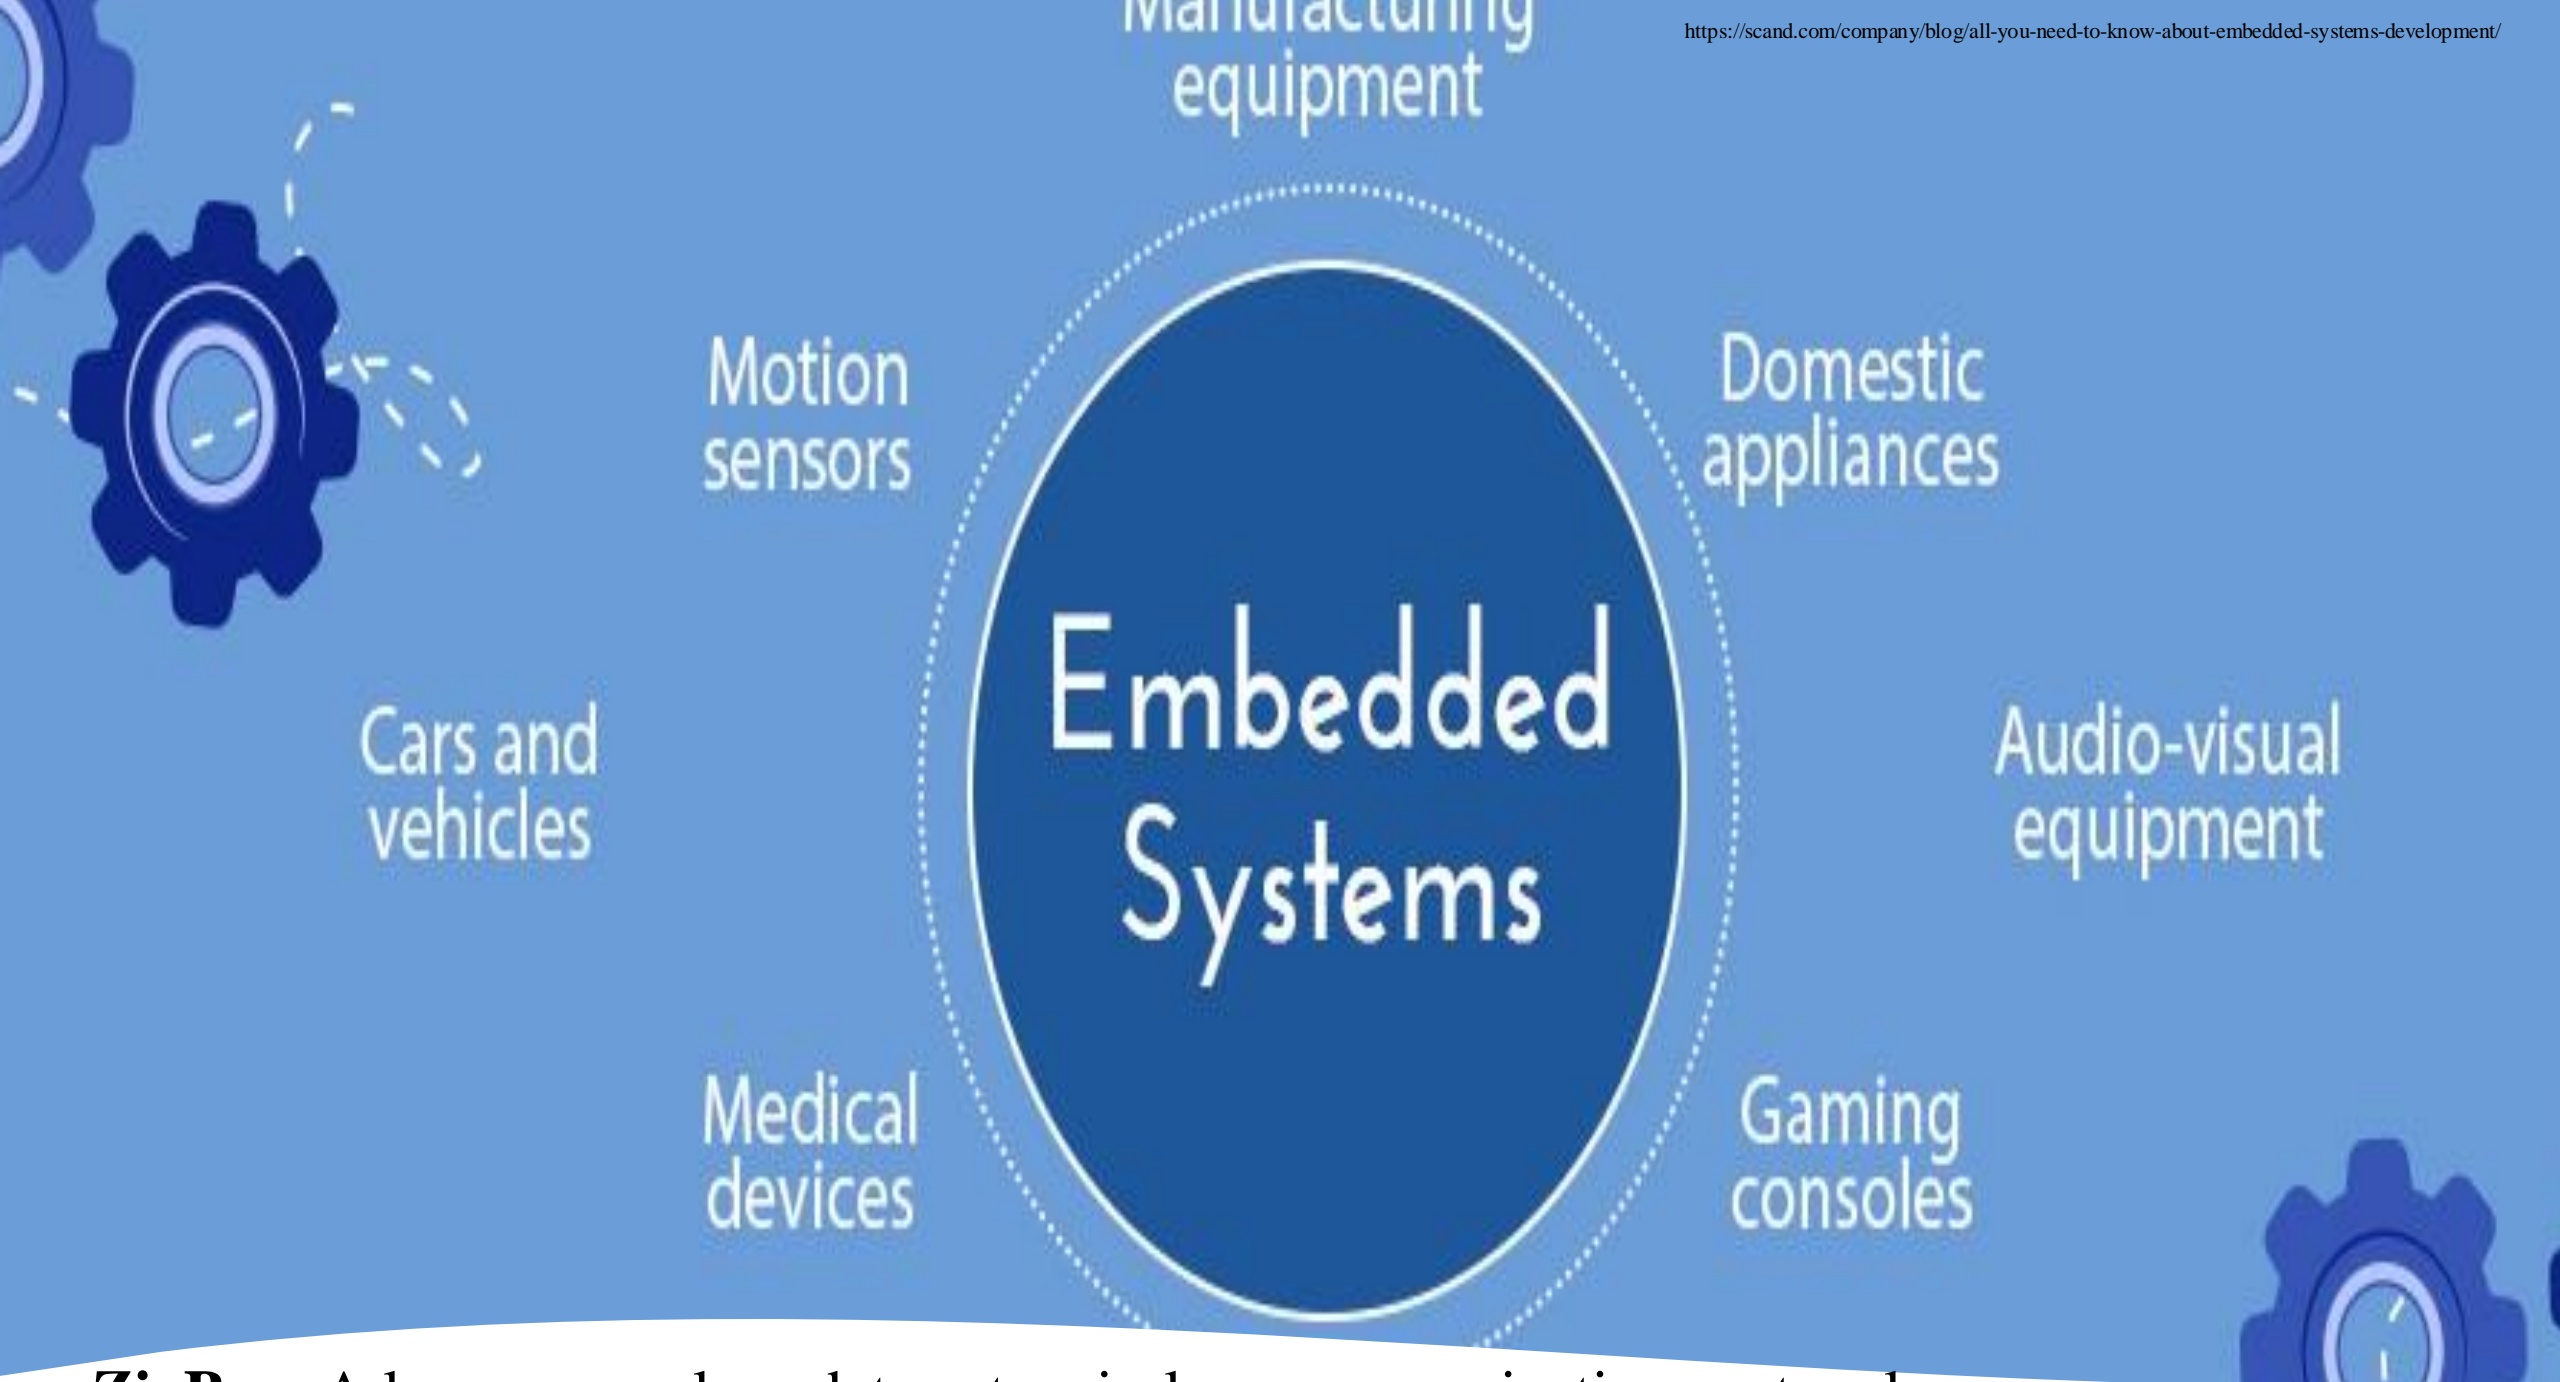 https://scand.com/company/blog/all-you-need-to-know-about-embedded-systems-development/
Manufacturing
equipment
Motion
sensors
Domestic
appliances
Embedded
Systems
Cars and
vehicles
Audio-visual
equipment
Medical
devices
Gaming
consoles